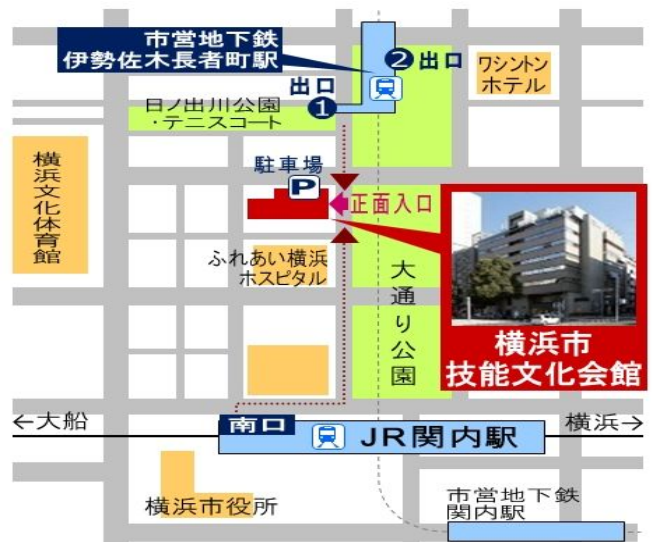 市営地下鉄
伊勢佐木長者町駅
出口
1
2 出口
ワシントン
ホテル
日ノ出川公園
・テニスコート
横浜文化体育館
駐車場
P
正面入口
ふれあい横浜
ホスピタル
大通り公園
横浜市
技能文化会館
←大船
南口
JR関内駅
横浜→
横浜市役所
市営地下鉄
関内駅